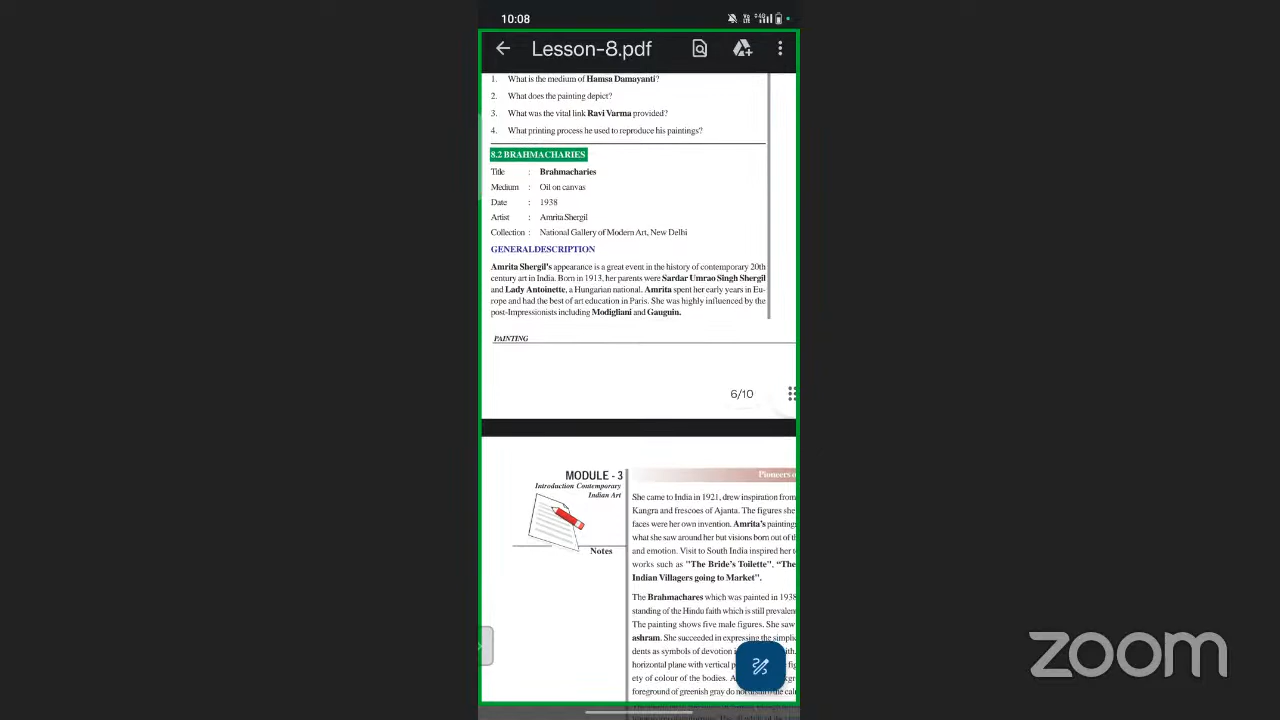 10:08
Lesson-8.pdf
1. What is the medium of Hamsa Damayanti?
2. What does the painting depict?
3. What was the vital link Ravi Varma provided?
4. What printing process he used to reproduce his paintings?
8.2 BRAHMACHARIES
Title : Brahmacharies
Medium : Oil on canvas
Date : 1938
Artist : Amrita Shergil
Collection : National Gallery of Modern Art, New Delhi
GENERAL DESCRIPTION
Amrita Shergil's appearance is a great event in the history of contemporary 20th
century art in India. Born in 1913, her parents were Sardar Umrao Singh Shergil
and Lady Antoinette, a Hungarian national. Amrita spent her early years in Eu-
rope and had the best of art education in Paris. She was highly influenced by the
post-Impressionists including Modigliani and Gauguin.
PAINTING
6/10
MODULE - 3
Introduction Contemporary
Indian Art
Notes
Pioneers
She came to India in 1921, drew inspiration from
Kangra and frescoes of Ajanta. The figures she
faces were her own invention. Amrita's painting
what she saw around her but visions born out of
and emotion. Visit to South India inspired her
works such as "The Bride's Toilette", "The
Indian Villagers going to Market".
The Brahmachares which was painted in 1938
standing of the Hindu faith which is still
The painting shows five male figures. She saw
ashram. She succeeded in expressing the
dents as symbols of devotion
horizontal plane with vertical
ety of colour of the bodies.
foreground of greenish gray do
zoom